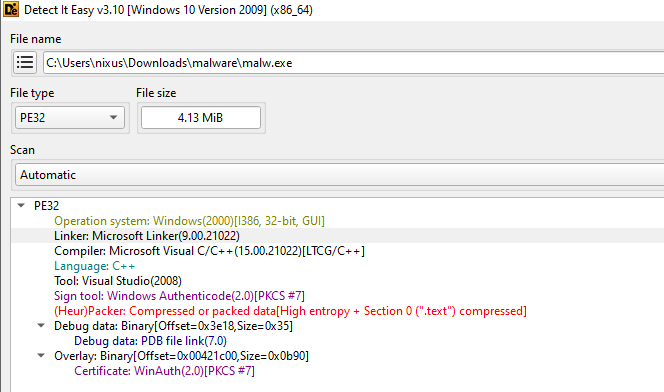 Detect It Easy v3.10 [Windows 10 Version 2009] (x86_64)
File name
C:\Users\nixus\Downloads\malware\malw.exe
File type
File size
PE32
4.13 MiB
Scan
Automatic
PE32
Operation system: Windows(2000)[I386, 32-bit, GUI]
Linker: Microsoft Linker(9.00.21022)
Compiler: Microsoft Visual C/C++(15.00.21022)[LTCG/C++]
Language: C++
Tool: Visual Studio(2008)
Sign tool: Windows Authenticode(2.0)[PKCS #7]
(Heur)Packer: Compressed or packed data[High entropy + Section 0 (".text") compressed]
Debug data: Binary[Offset=0x3e18,Size=0x35]
Debug data: PDB file link(7.0)
Overlay: Binary[Offset=0x00421c00,Size=0x0b90]
Certificate: WinAuth(2.0)[PKCS #7]